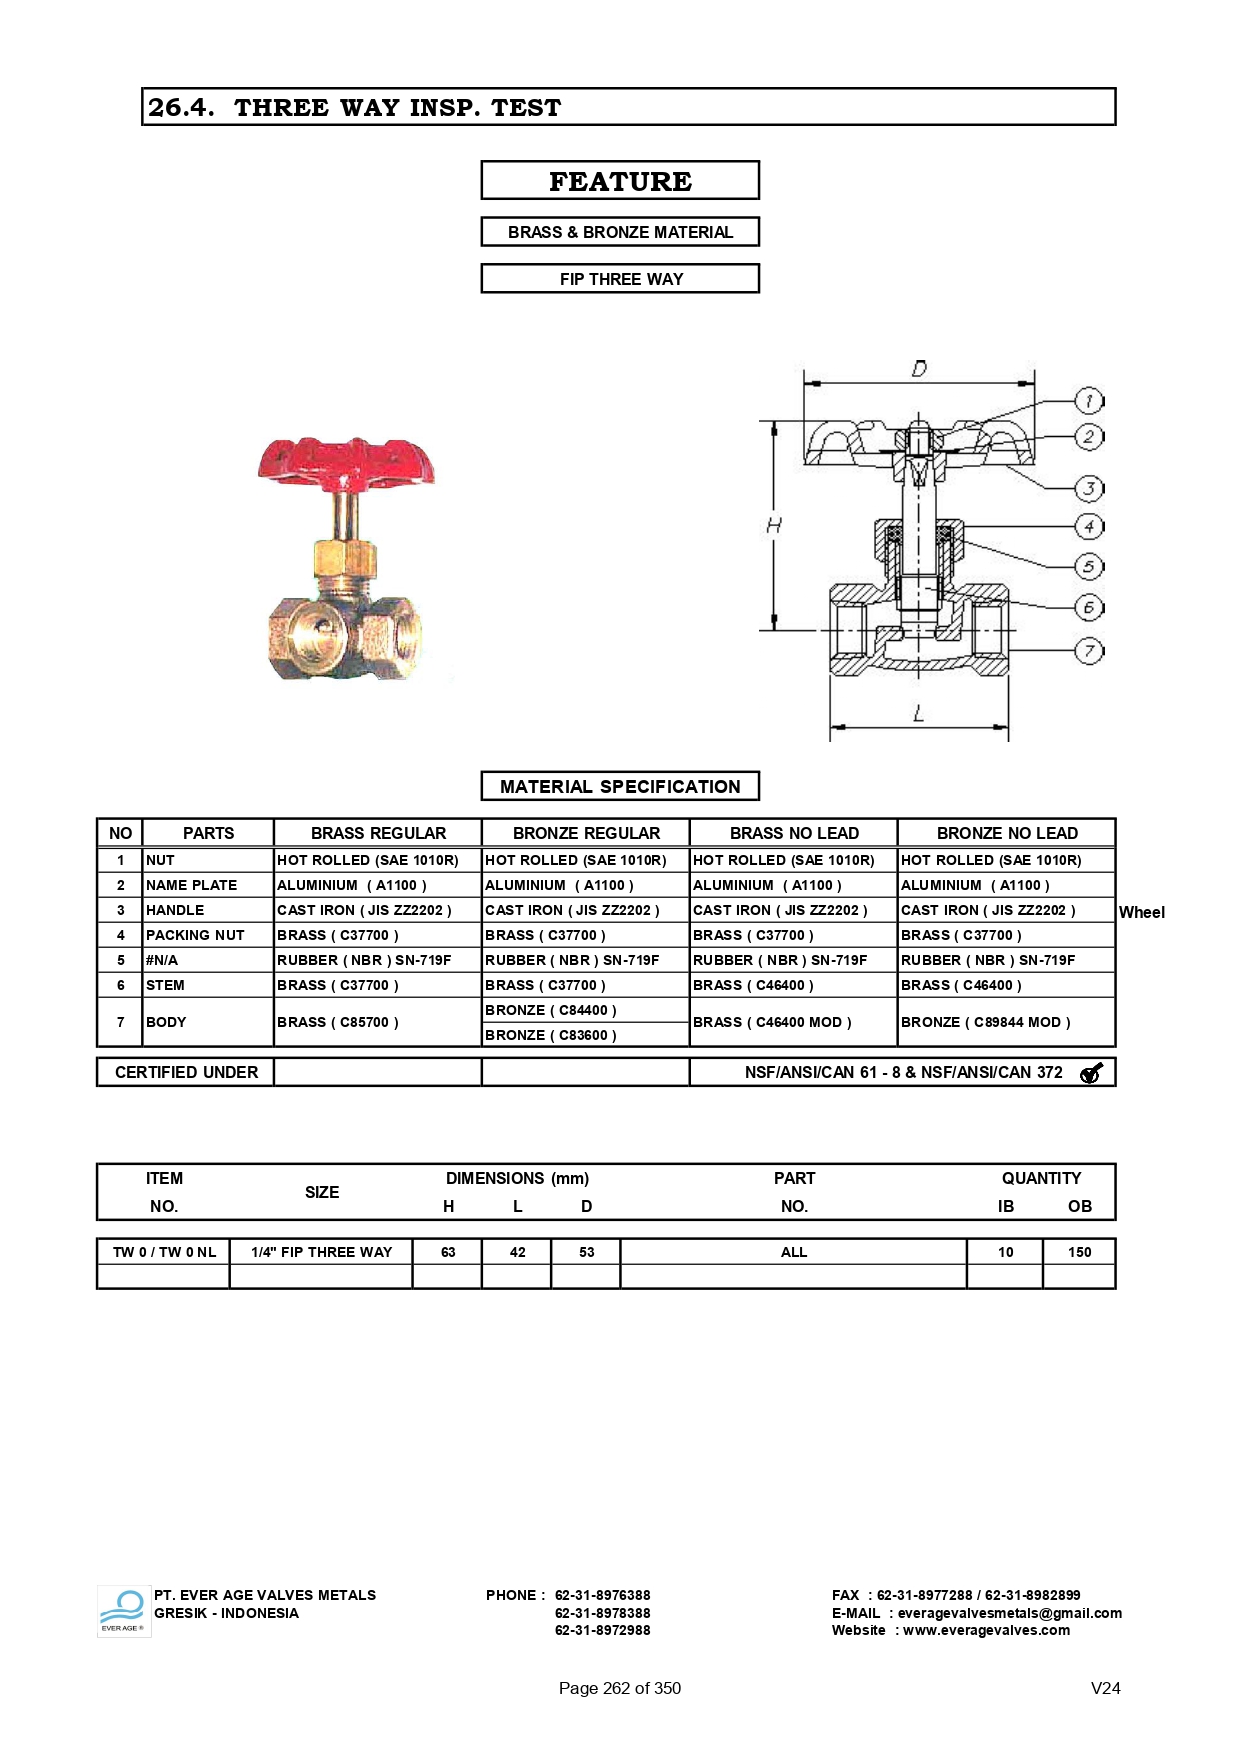 26.4. THREE WAY INSP. TEST
FEATURE
BRASS & BRONZE MATERIAL
FIP THREE WAY
D
1
2
3
H
4
5
6
7
L
MATERIAL SPECIFICATION
NO PARTS BRASS REGULAR BRONZE REGULAR BRASS NO LEAD BRONZE NO LEAD
1 NUT HOT ROLLED (SAE 1010R) HOT ROLLED (SAE 1010R) HOT ROLLED (SAE 1010R) HOT ROLLED (SAE 1010R)
2 NAME PLATE ALUMINIUM ( A1100 ) ALUMINIUM ( A1100 ) ALUMINIUM ( A1100 ) ALUMINIUM ( A1100 )
3 HANDLE CAST IRON ( JIS ZZ2202 ) CAST IRON ( JIS ZZ2202 ) CAST IRON ( JIS ZZ2202 ) CAST IRON ( JIS ZZ2202 ) Wheel
4 PACKING NUT BRASS ( C37700 ) BRASS ( C37700 ) BRASS ( C37700 ) BRASS ( C37700 )
5 #N/A RUBBER ( NBR ) SN-719F RUBBER ( NBR ) SN-719F RUBBER ( NBR ) SN-719F RUBBER ( NBR ) SN-719F
6 STEM BRASS ( C37700 ) BRASS ( C37700 ) BRASS ( C46400 ) BRASS ( C46400 )
BRONZE ( C84400 )
7 BODY BRASS ( C85700 ) BRASS ( C46400 MOD ) BRONZE ( C89844 MOD )
BRONZE ( C83600 )
CERTIFIED UNDER NSF/ANSI/CAN 61 - 8 & NSF/ANSI/CAN 372
ITEM DIMENSIONS (mm) PART QUANTITY
SIZE
NO. H L D NO. IB OB
TW 0 / TW 0 NL 1/4" FIP THREE WAY 63 42 53 ALL 10 150
PT. EVER AGE VALVES METALS PHONE : 62-31-8976388 FAX : 62-31-8977288 / 62-31-8982899
GRESIK - INDONESIA 62-31-8978388 E-MAIL : everagevalvesmetals@gmail.com
EVER AGE ® 62-31-8972988 Website : www.everagevalves.com
Page 262 of 350 V24